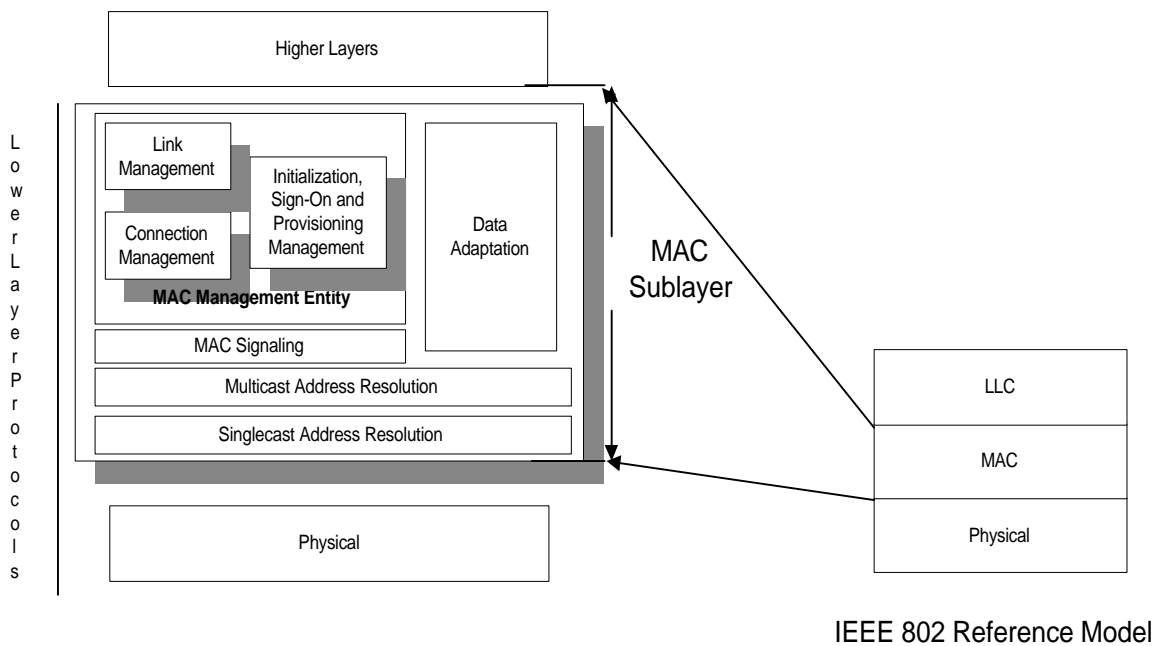 Higher Layers
LowerLayerProtocols
Link
Management
Initialization,
Sign-On and
Provisioning
Management
Connection
Management
MAC Management Entity
Data
Adaptation
MAC Signaling
Multicast Address Resolution
Singlecast Address Resolution
Physical
MAC
Sublayer
LLC
MAC
Physical
IEEE 802 Reference Model